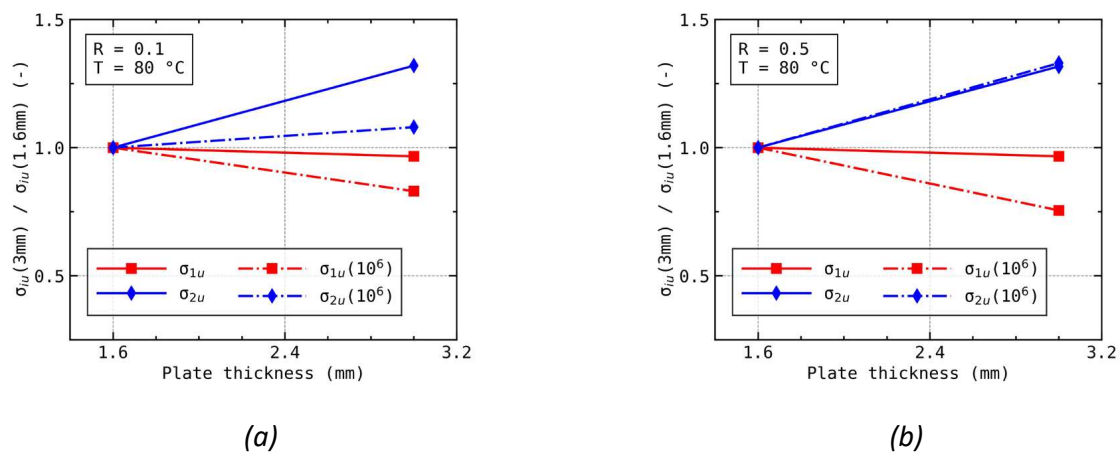 σiu(3mm) / σiu(1.6mm) (-)
1.5
1.0
0.5
R = 0.1
T = 80 °C
σ1u
σ2u
σ1u(10⁶)
σ2u(10⁶)
1.6 2.4 3.2
Plate thickness (mm)
(a)
σiu(3mm) / σiu(1.6mm) (-)
1.5
1.0
0.5
R = 0.5
T = 80 °C
σ1u
σ2u
σ1u(10⁶)
σ2u(10⁶)
1.6 2.4 3.2
Plate thickness (mm)
(b)